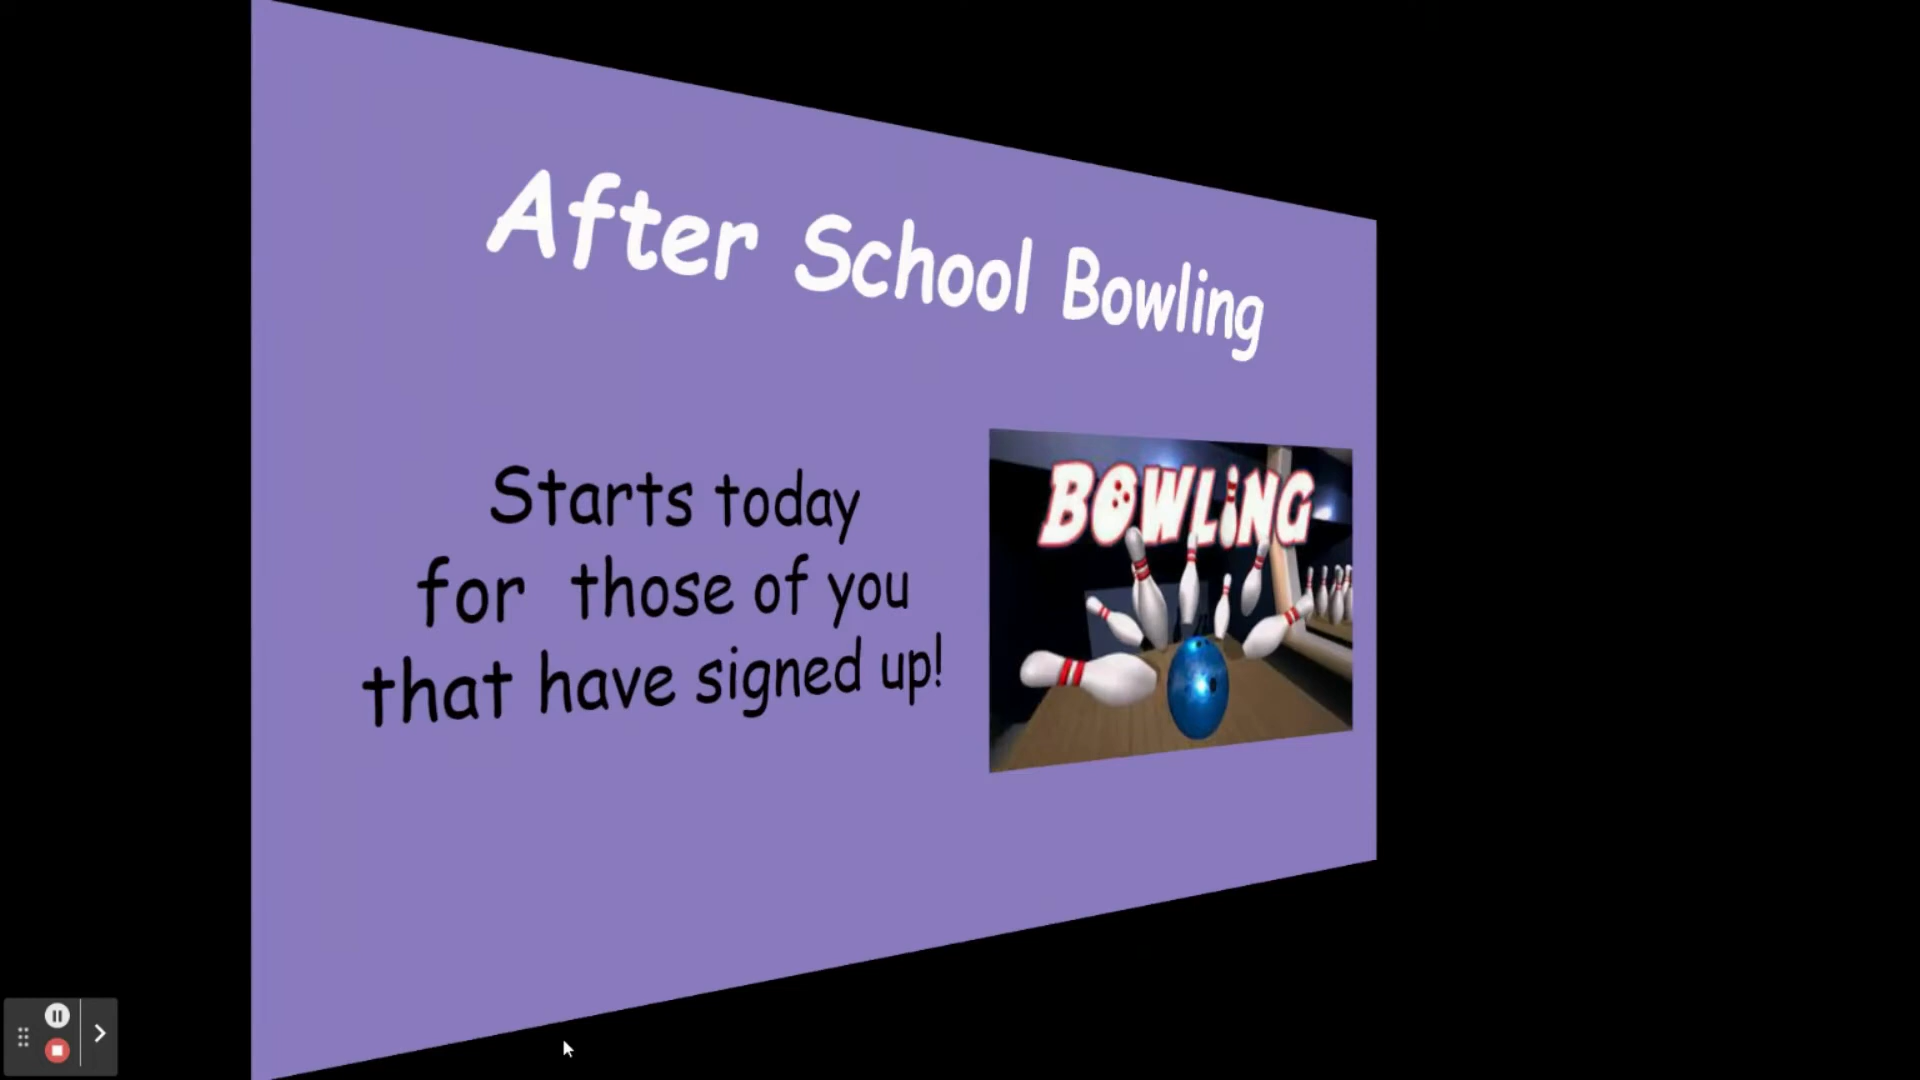 After School Bowling
Starts today
for those of you
that have signed up!
BOWLING